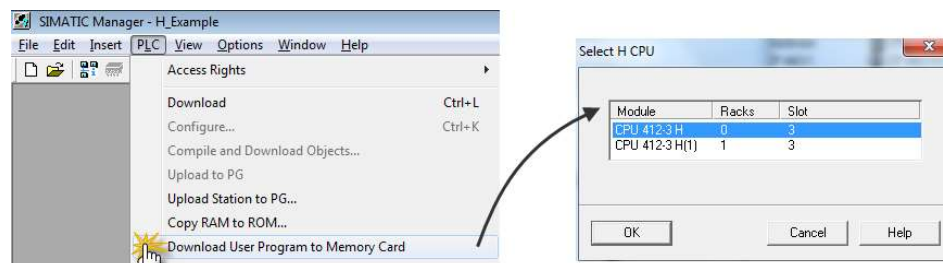 SIMATIC Manager - H_Example
File Edit Insert PLC View Options Window Help
Access Rights
Download Ctrl+L
Configure... Ctrl+K
Compile and Download Objects...
Upload to PG
Upload Station to PG...
Copy RAM to ROM...
Download User Program to Memory Card
Select H CPU
Module Racks Slot
CPU 412-3 H 0 3
CPU 412-3 H(1) 1 3
OK Cancel Help